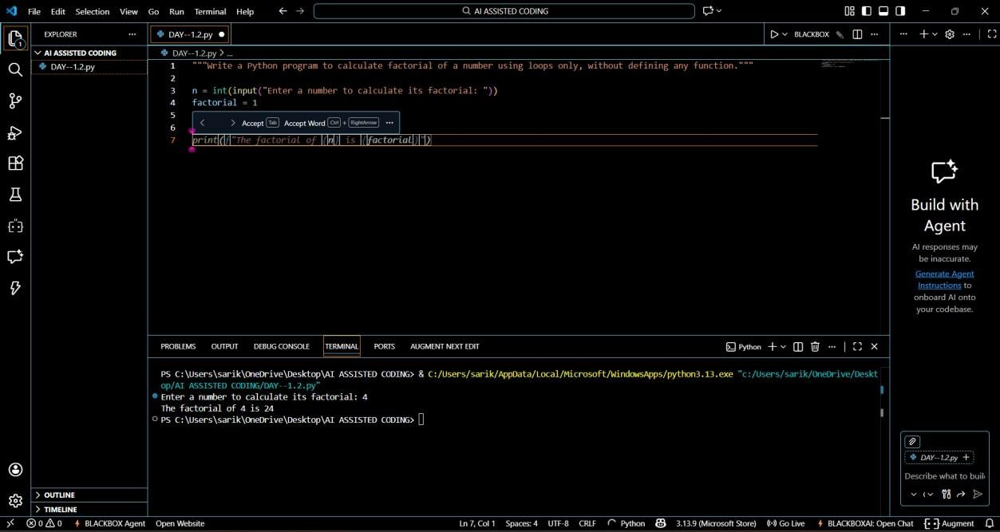 File Edit Selection View Go Run Terminal Help
AI ASSISTED CODING
EXPLORER
AI ASSISTED CODING
DAY--1.2.py
OUTLINE
TIMELINE
DAY--1.2.py
BLACKBOX
DAY--1.2.py > ...
1 """Write a Python program to calculate factorial of a number using loops only, without defining any function."""
2
3 n = int(input("Enter a number to calculate its factorial: "))
4 factorial = 1
5
Accept Tab Accept Word Ctrl + RightArrow
6
7 print(f"The factorial of {n} is {factorial}")
PROBLEMS OUTPUT DEBUG CONSOLE TERMINAL PORTS AUGMENT NEXT EDIT
Python
PS C:\Users\sarik\OneDrive\Desktop\AI ASSISTED CODING> & C:/Users/sarik/AppData/Local/Microsoft/WindowsApps/python3.13.exe "c:/Users/sarik/OneDrive/Deskt
op/AI ASSISTED CODING/DAY--1.2.py"
Enter a number to calculate its factorial: 4
The factorial of 4 is 24
PS C:\Users\sarik\OneDrive\Desktop\AI ASSISTED CODING>
Build with
Agent
AI responses may
be inaccurate.
Generate Agent
Instructions to
onboard AI onto
your codebase.
DAY--1.2.py
Describe what to buil
0 0 BLACKBOX Agent Open Website Ln 7, Col 1 Spaces: 4 UTF-8 CRLF Python 3.13.9 (Microsoft Store) Go Live BLACKBOXAI: Open Chat Augment